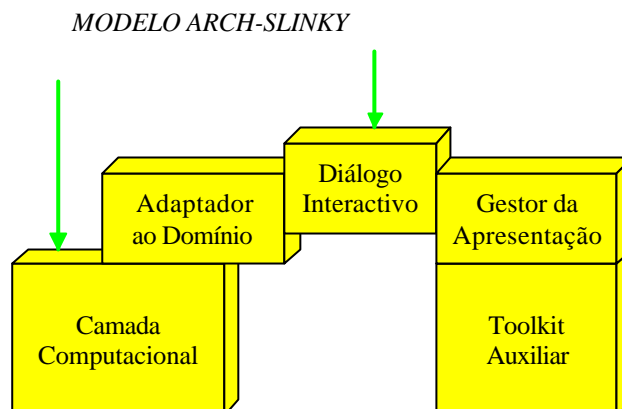 MODELO ARCH-SLINKY
Diálogo
Interactivo
Adaptador
ao Domínio
Gestor da
Apresentação
Camada
Computacional
Toolkit
Auxiliar